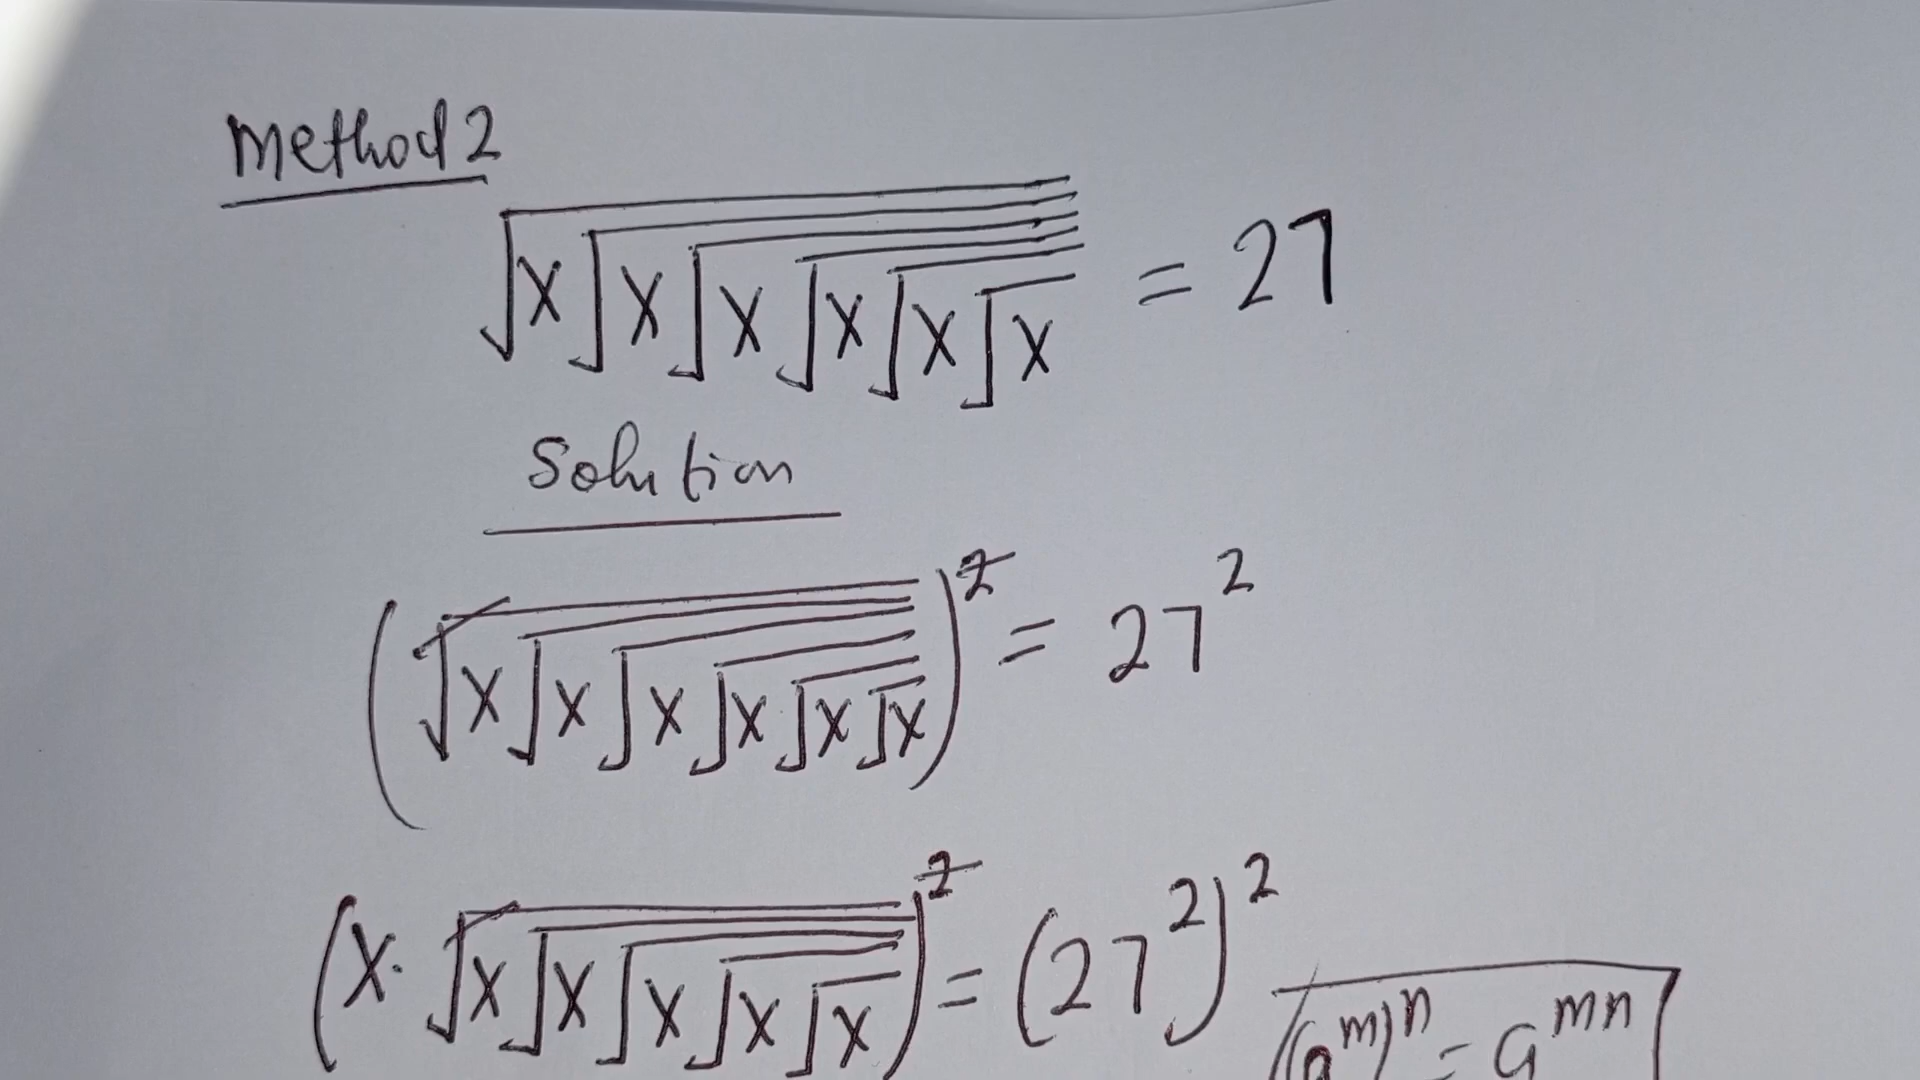 Method 2
√x√x√x√x√x√x = 27
Solution
(√x√x√x√x√x√x)² = 27²
(x·√x√x√x√x√x)² = (27²)²
(a^m)^n = a^mn